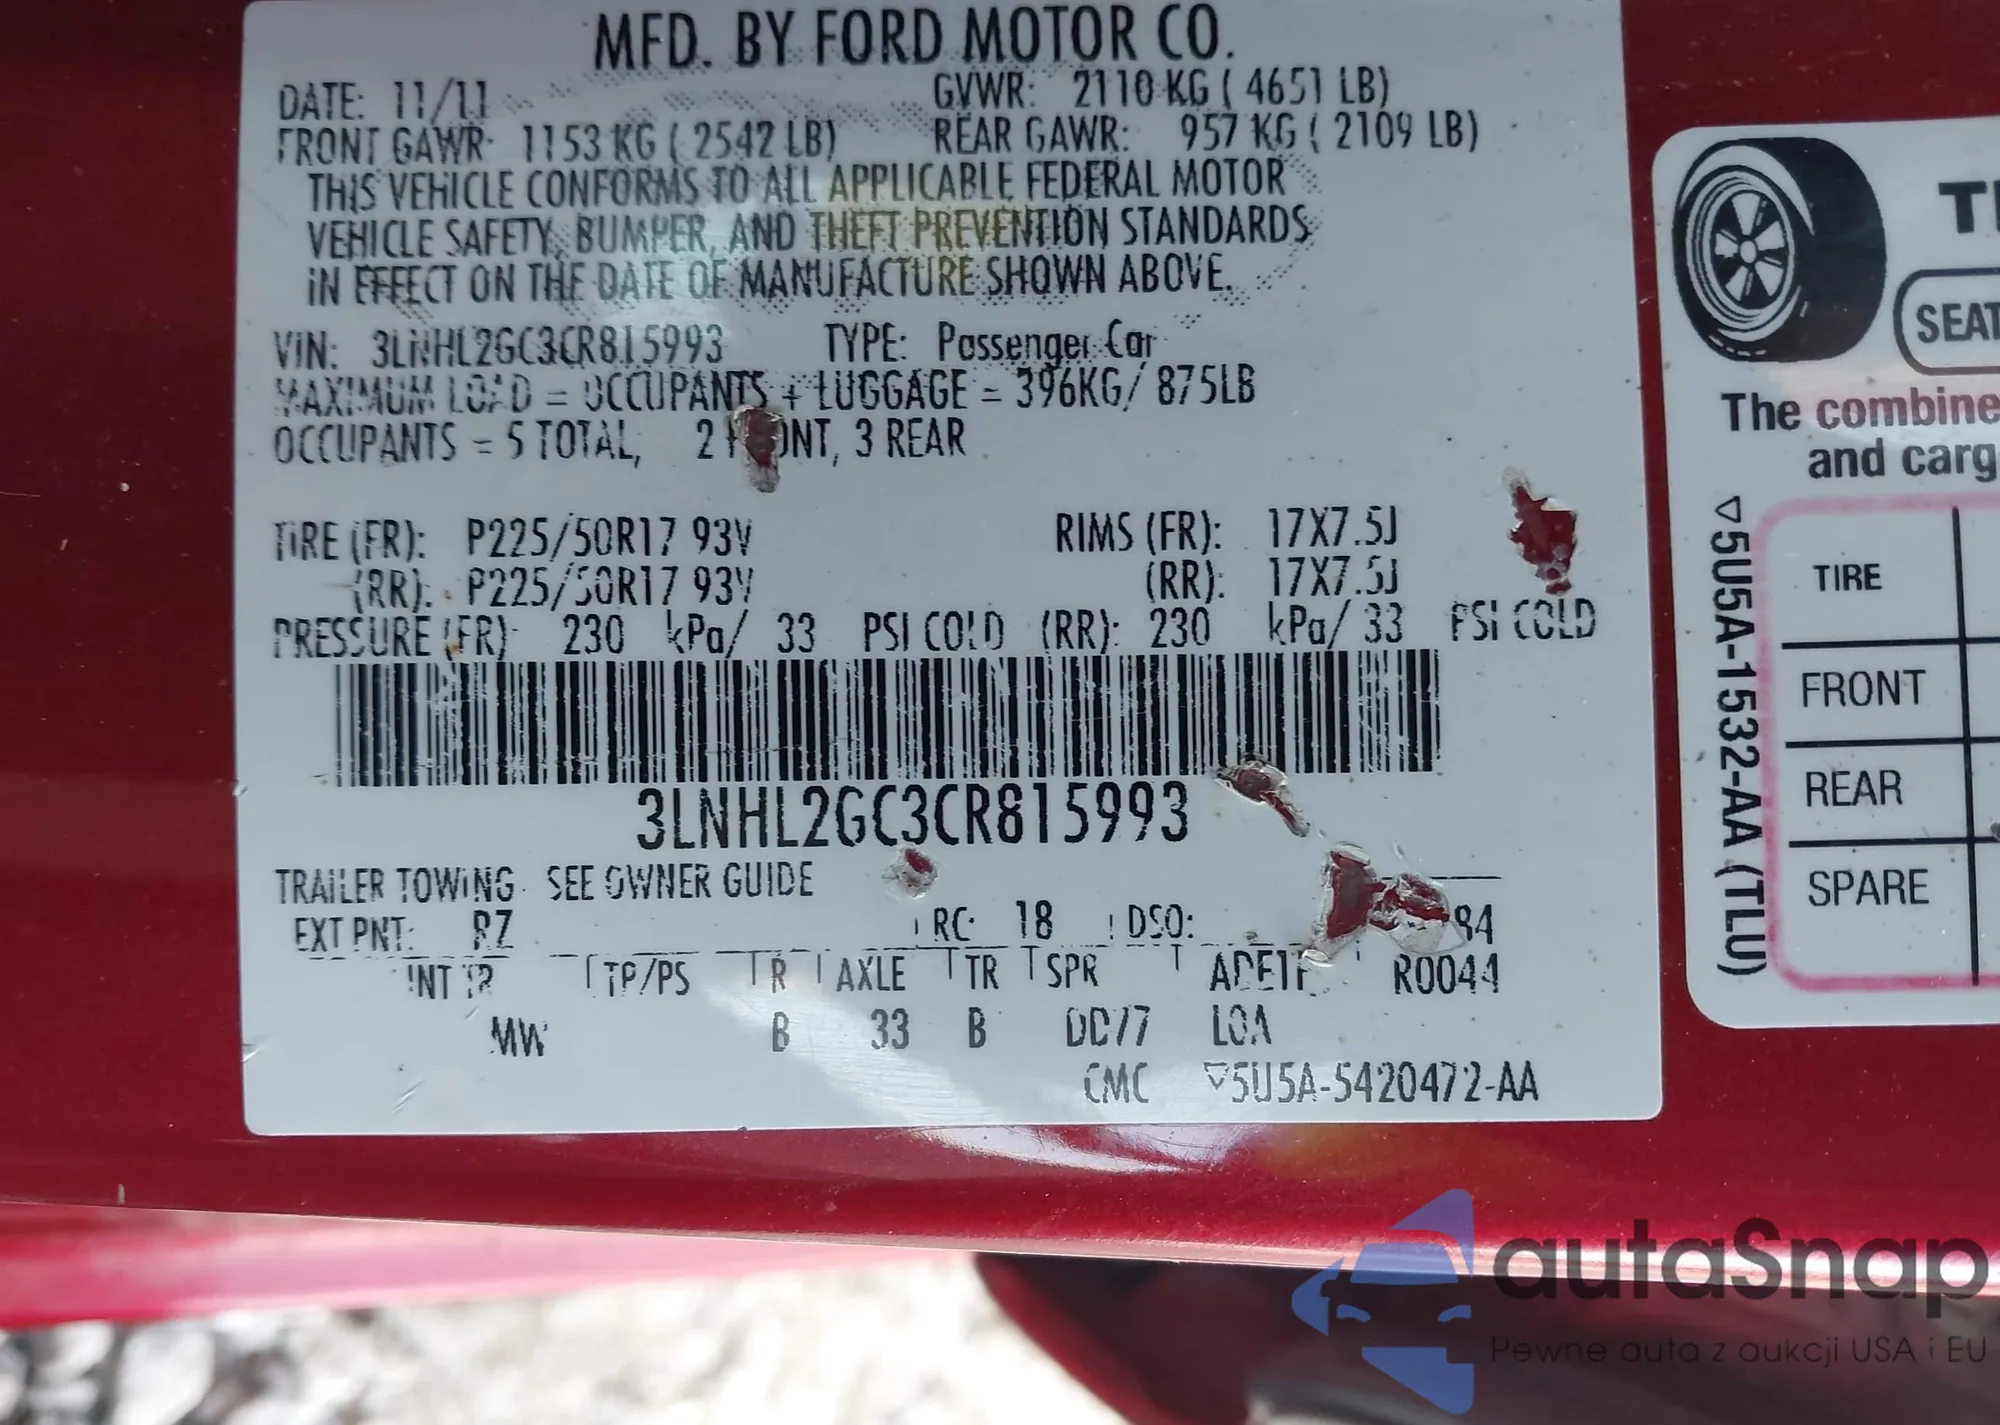 MFD. BY FORD MOTOR CO.
DATE: 11/11 GVWR: 2110 KG ( 4651 LB)
FRONT GAWR: 1153 KG ( 2542 LB) REAR GAWR: 957 KG ( 2109 LB)
THIS VEHICLE CONFORMS TO ALL APPLICABLE FEDERAL MOTOR
VEHICLE SAFETY, BUMPER, AND THEFT PREVENTION STANDARDS
IN EFFECT ON THE DATE OF MANUFACTURE SHOWN ABOVE.
VIN: 3LNHL2GC3CR815993 TYPE: Passenger Car
MAXIMUM LOAD = OCCUPANTS + LUGGAGE = 396KG/ 875LB
OCCUPANTS = 5 TOTAL, 2 FRONT, 3 REAR
TIRE (FR): P225/50R17 93V RIMS (FR): 17X7.5J
(RR): P225/50R17 93V (RR): 17X7.5J
PRESSURE (FR): 230 kPa/ 33 PSI COLD (RR): 230 kPa/ 33 PSI COLD
3LNHL2GC3CR815993
TRAILER TOWING- SEE OWNER GUIDE
EXT PNT: RZ RC: 18 DSO: 84
INT TR TP/PS R AXLE TR SPR R0044
MW B 33 B
CMC ▽5U5A-5420472-AA
SEAT
The combine
and carg
TIRE
FRONT
REAR
SPARE
▽5U5A-1532-AA (TLU)
autoSnap
Pewne auta z aukcji USA i EU